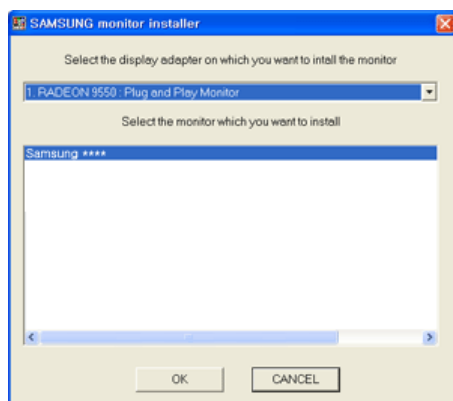 SAMSUNG monitor installer
Select the display adapter on which you want to intall the monitor
1. RADEON 9550 : Plug and Play Monitor
Select the monitor which you want to install
Samsung ****
OK
CANCEL